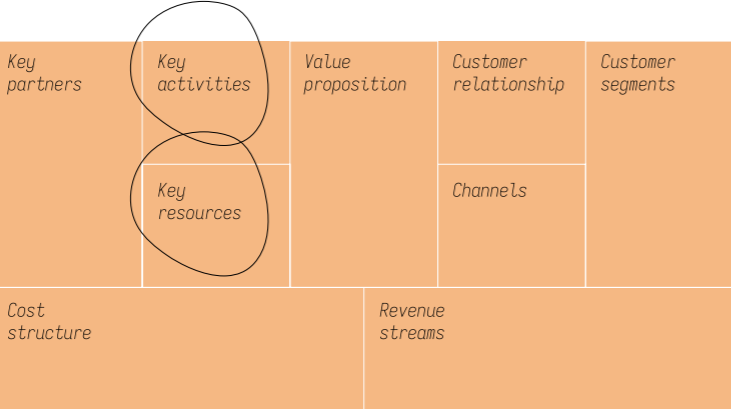 Key
partners
Key
activities
Value
proposition
Customer
relationship
Customer
segments
Key
resources
Channels
Cost
structure
Revenue
streams